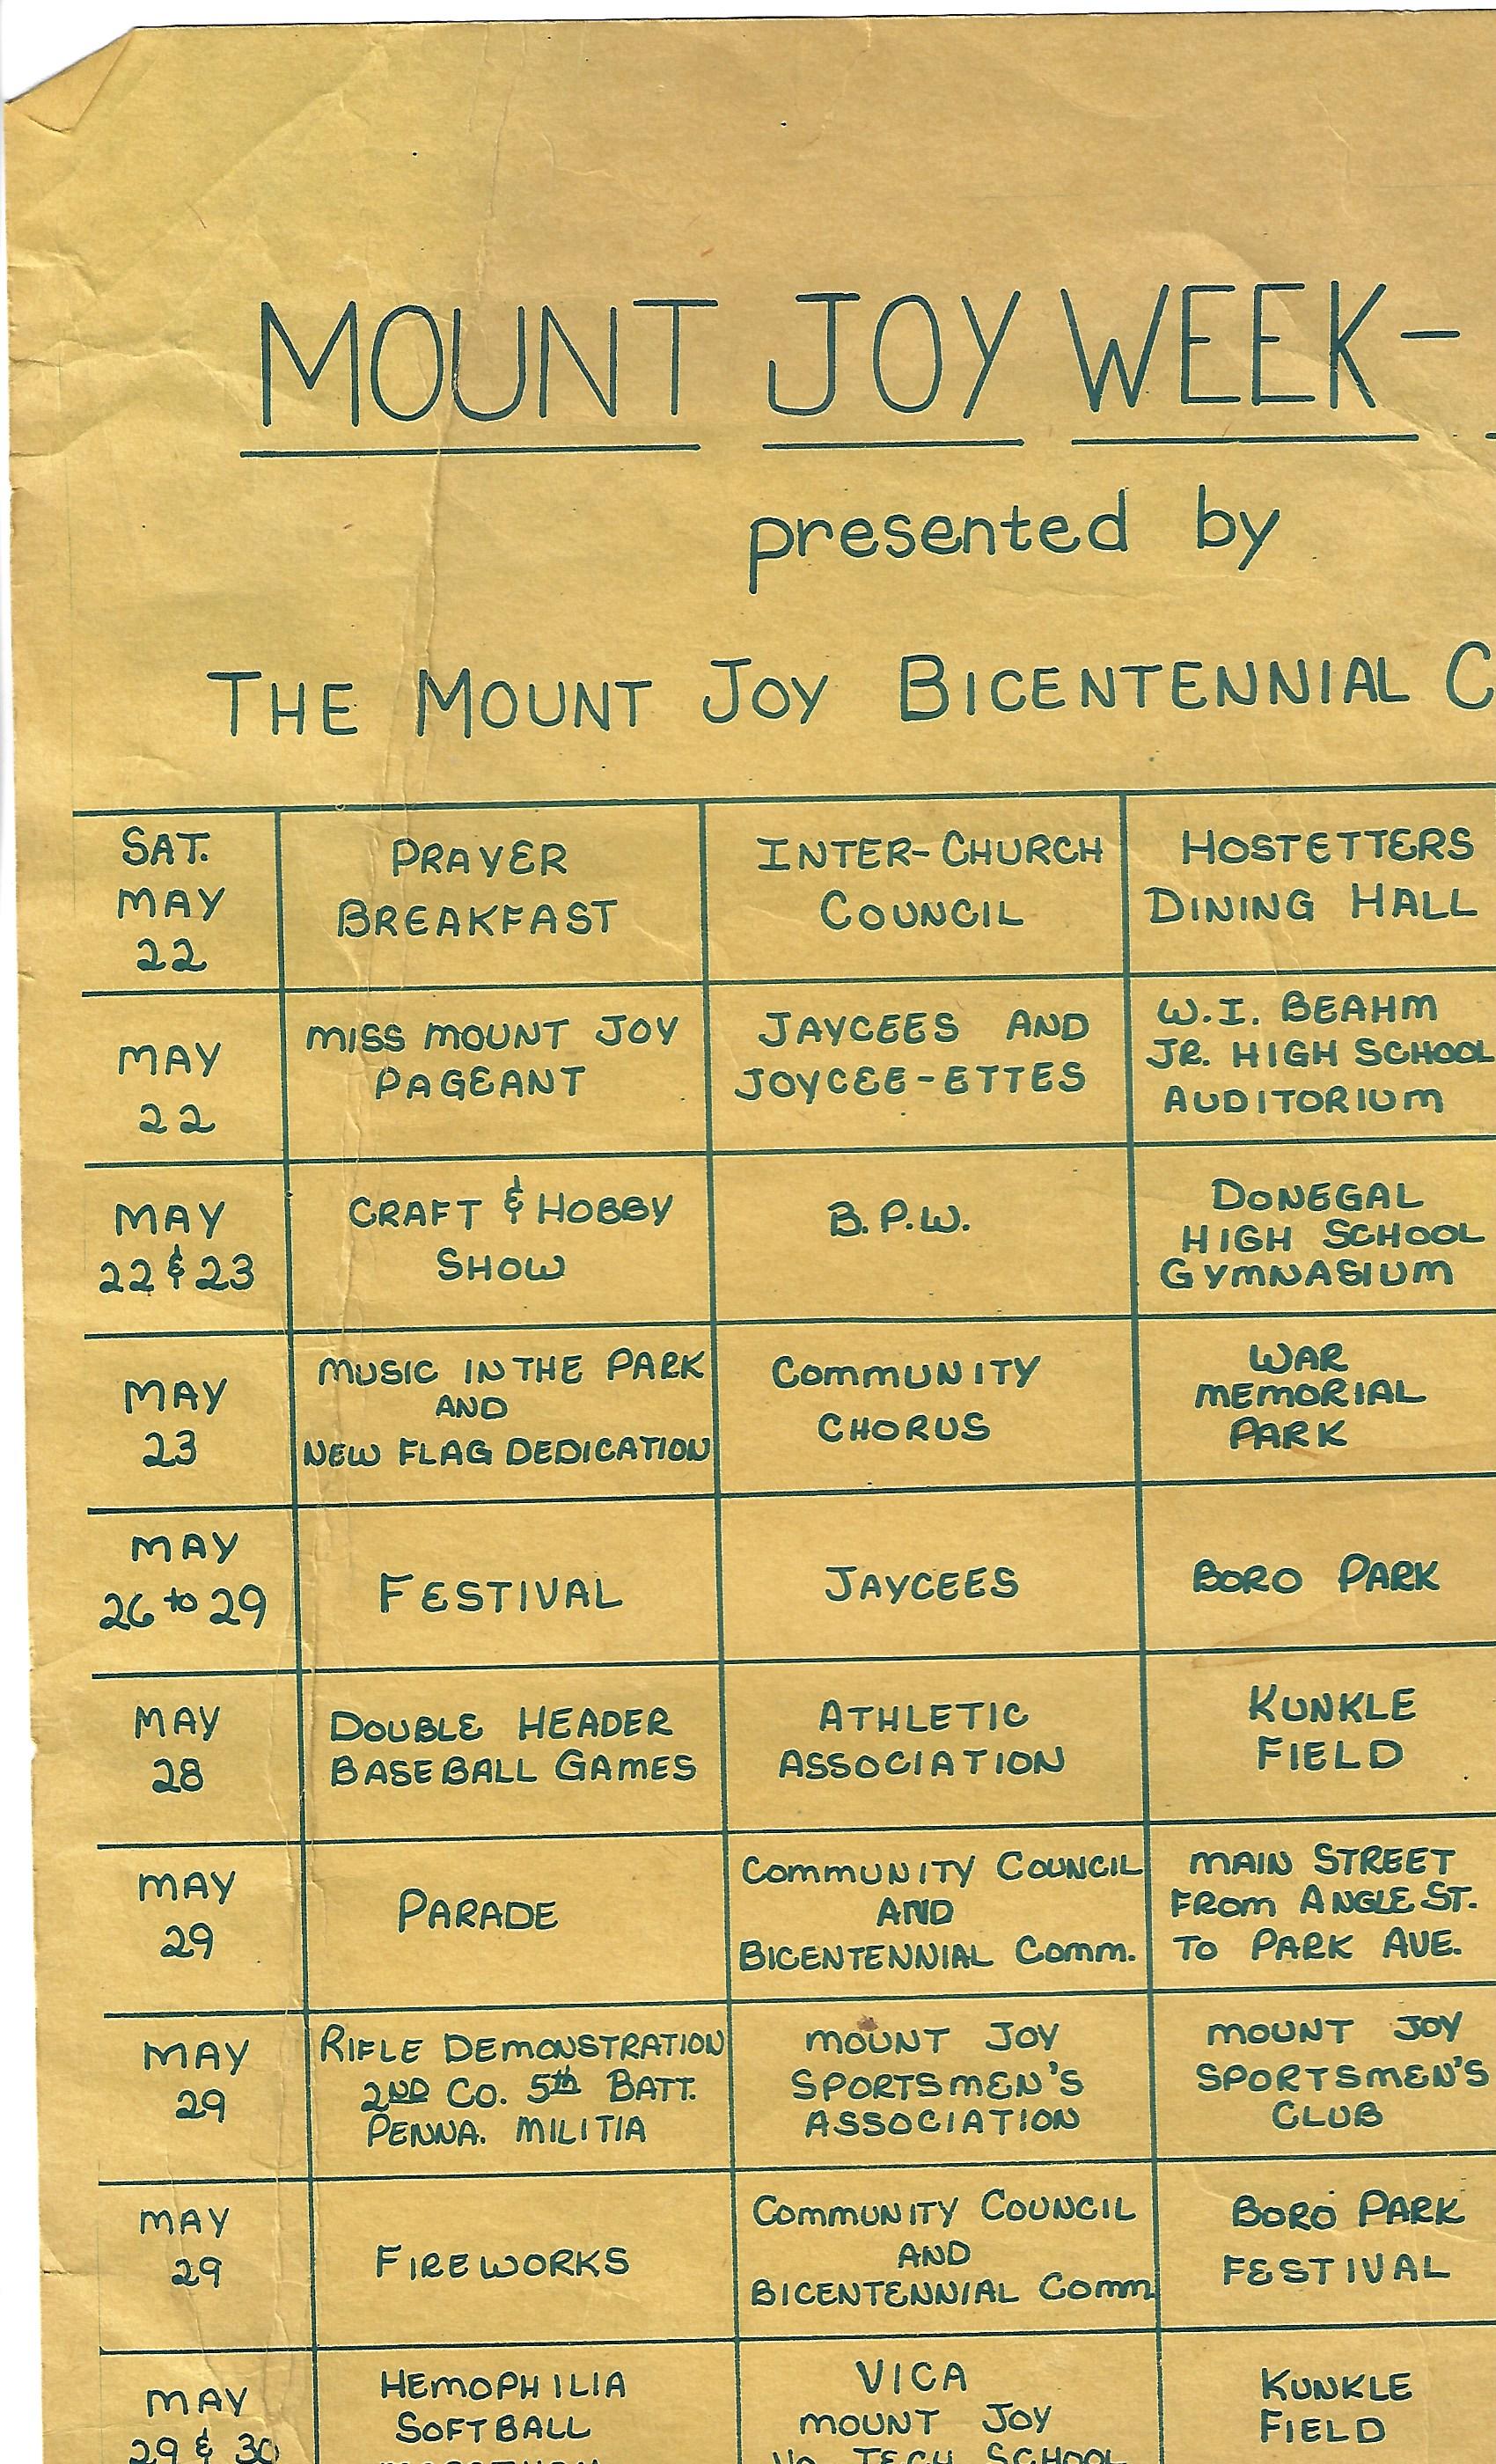 MOUNT JOY WEEK-
presented by
THE MOUNT JOY BICENTENNIAL C
SAT.
MAY
22
PRAYER
BREAKFAST
INTER-CHURCH
COUNCIL
HOSTETTERS
DINING HALL
MAY
22
MISS MOUNT JOY
PAGEANT
JAYCEES AND
JOYCEE-ETTES
W.I. BEAHM
JR. HIGH SCHOOL
AUDITORIUM
MAY
22 & 23
CRAFT & HOBBY
SHOW
B.P.W.
DONEGAL
HIGH SCHOOL
GYMNASIUM
MAY
23
MUSIC IN THE PARK
AND
NEW FLAG DEDICATION
COMMUNITY
CHORUS
WAR
MEMORIAL
PARK
MAY
26 to 29
FESTIVAL
JAYCEES
BORO PARK
MAY
28
DOUBLE HEADER
BASEBALL GAMES
ATHLETIC
ASSOCIATION
KUNKLE
FIELD
MAY
29
PARADE
COMMUNITY COUNCIL
AND
BICENTENNIAL COMM.
MAIN STREET
FROM ANGLE ST.
TO PARK AVE.
MAY
29
RIFLE DEMONSTRATION
2ND CO. 5th BATT.
PENNA. MILITIA
MOUNT JOY
SPORTSMEN'S
ASSOCIATION
MOUNT JOY
SPORTSMEN'S
CLUB
MAY
29
FIREWORKS
COMMUNITY COUNCIL
AND
BICENTENNIAL COMM
BORO PARK
FESTIVAL
MAY
29 & 30
HEMOPHILIA
SOFTBALL
VICA
MOUNT JOY
VO. TECH SCHOOL
KUNKLE
FIELD